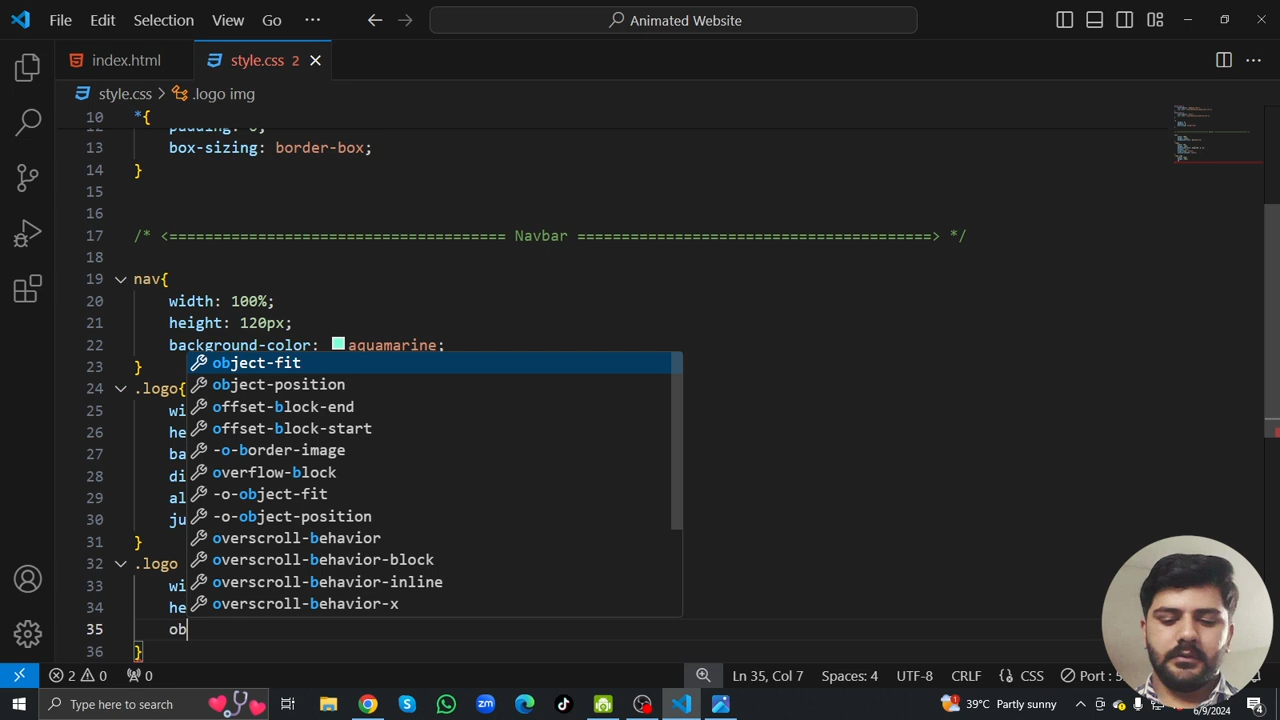 File Edit Selection View Go ··· Animated Website
index.html style.css 2
style.css > .logo img
10 *{
padding: 0;
13 box-sizing: border-box;
14 }
15
16
17 /* <====================================== Navbar ========================================> */
18
19 nav{
20 width: 100%;
21 height: 120px;
22 background-color: aquamarine;
23 }
24 .logo{
25 wi
26 he
27 ba
28 di
29 al
30 ju
31 }
32 .logo
33 wi
34 he
35 ob
36 }
object-fit
object-position
offset-block-end
offset-block-start
-o-border-image
overflow-block
-o-object-fit
-o-object-position
overscroll-behavior
overscroll-behavior-block
overscroll-behavior-inline
overscroll-behavior-x
2 0 0 Ln 35, Col 7 Spaces: 4 UTF-8 CRLF {} CSS Port :
Type here to search 39°C Partly sunny 6/9/2024 4